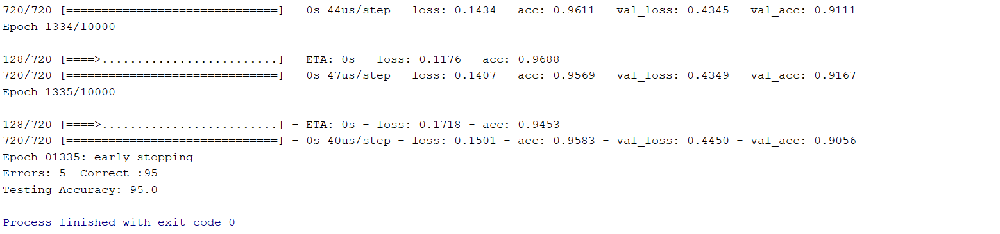 720/720 [==============================] - 0s 44us/step - loss: 0.1434 - acc: 0.9611 - val_loss: 0.4345 - val_acc: 0.9111
Epoch 1334/10000
128/720 [====>.........................] - ETA: 0s - loss: 0.1176 - acc: 0.9688
720/720 [==============================] - 0s 47us/step - loss: 0.1407 - acc: 0.9569 - val_loss: 0.4349 - val_acc: 0.9167
Epoch 1335/10000
128/720 [====>.........................] - ETA: 0s - loss: 0.1718 - acc: 0.9453
720/720 [==============================] - 0s 40us/step - loss: 0.1501 - acc: 0.9583 - val_loss: 0.4450 - val_acc: 0.9056
Epoch 01335: early stopping
Errors: 5  Correct :95
Testing Accuracy: 95.0
Process finished with exit code 0